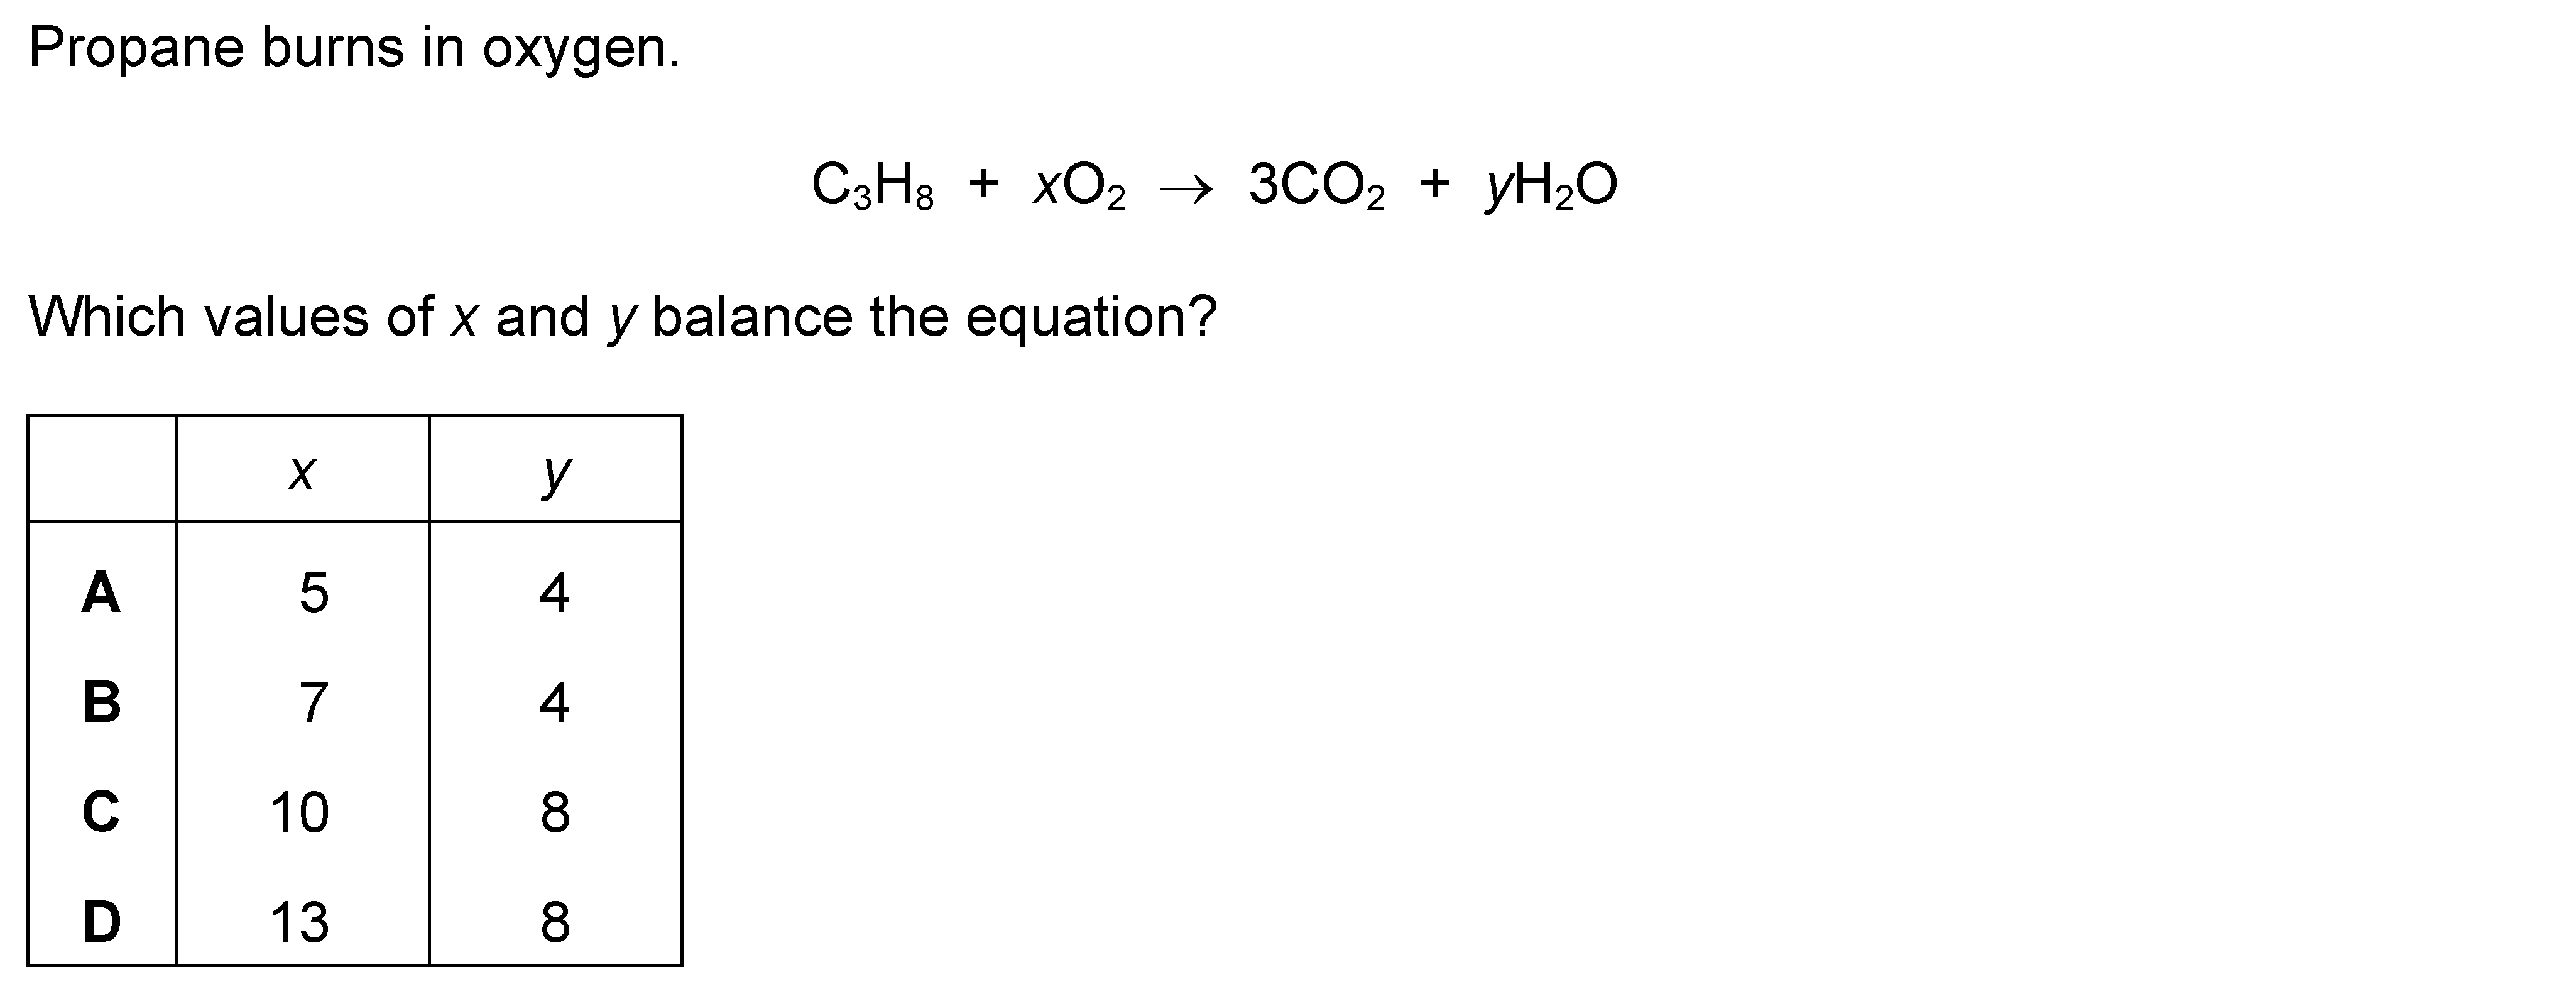 Propane burns in oxygen.
C₃H₈ + xO₂ → 3CO₂ + yH₂O
Which values of x and y balance the equation?
x y
A 5 4
B 7 4
C 10 8
D 13 8